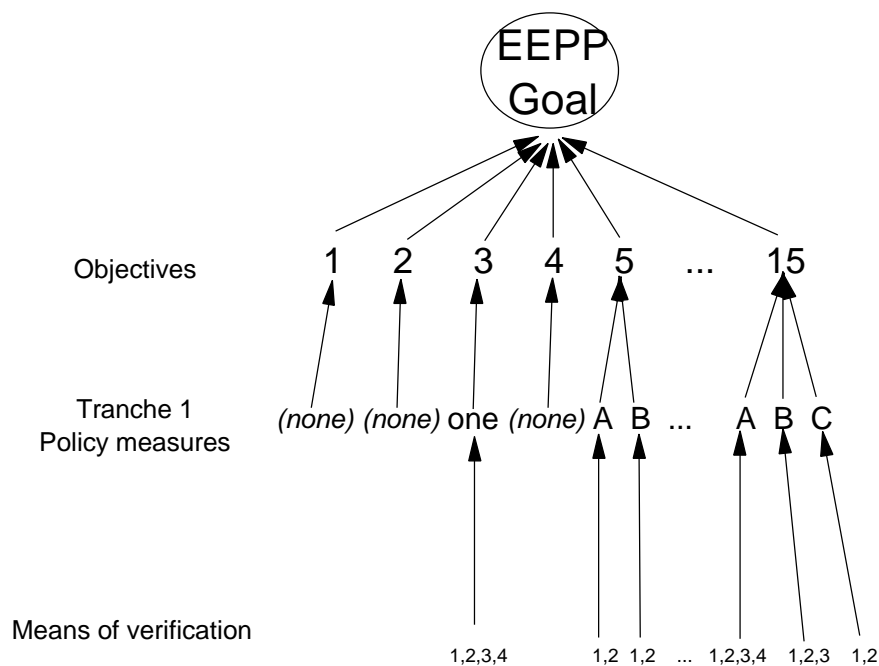 EEPP
Goal
Objectives 1 2 3 4 5 ... 15
Tranche 1
Policy measures
(none) (none) one (none) A B ... A B C
Means of verification
1,2,3,4 1,2 1,2 ... 1,2,3,4 1,2,3 1,2